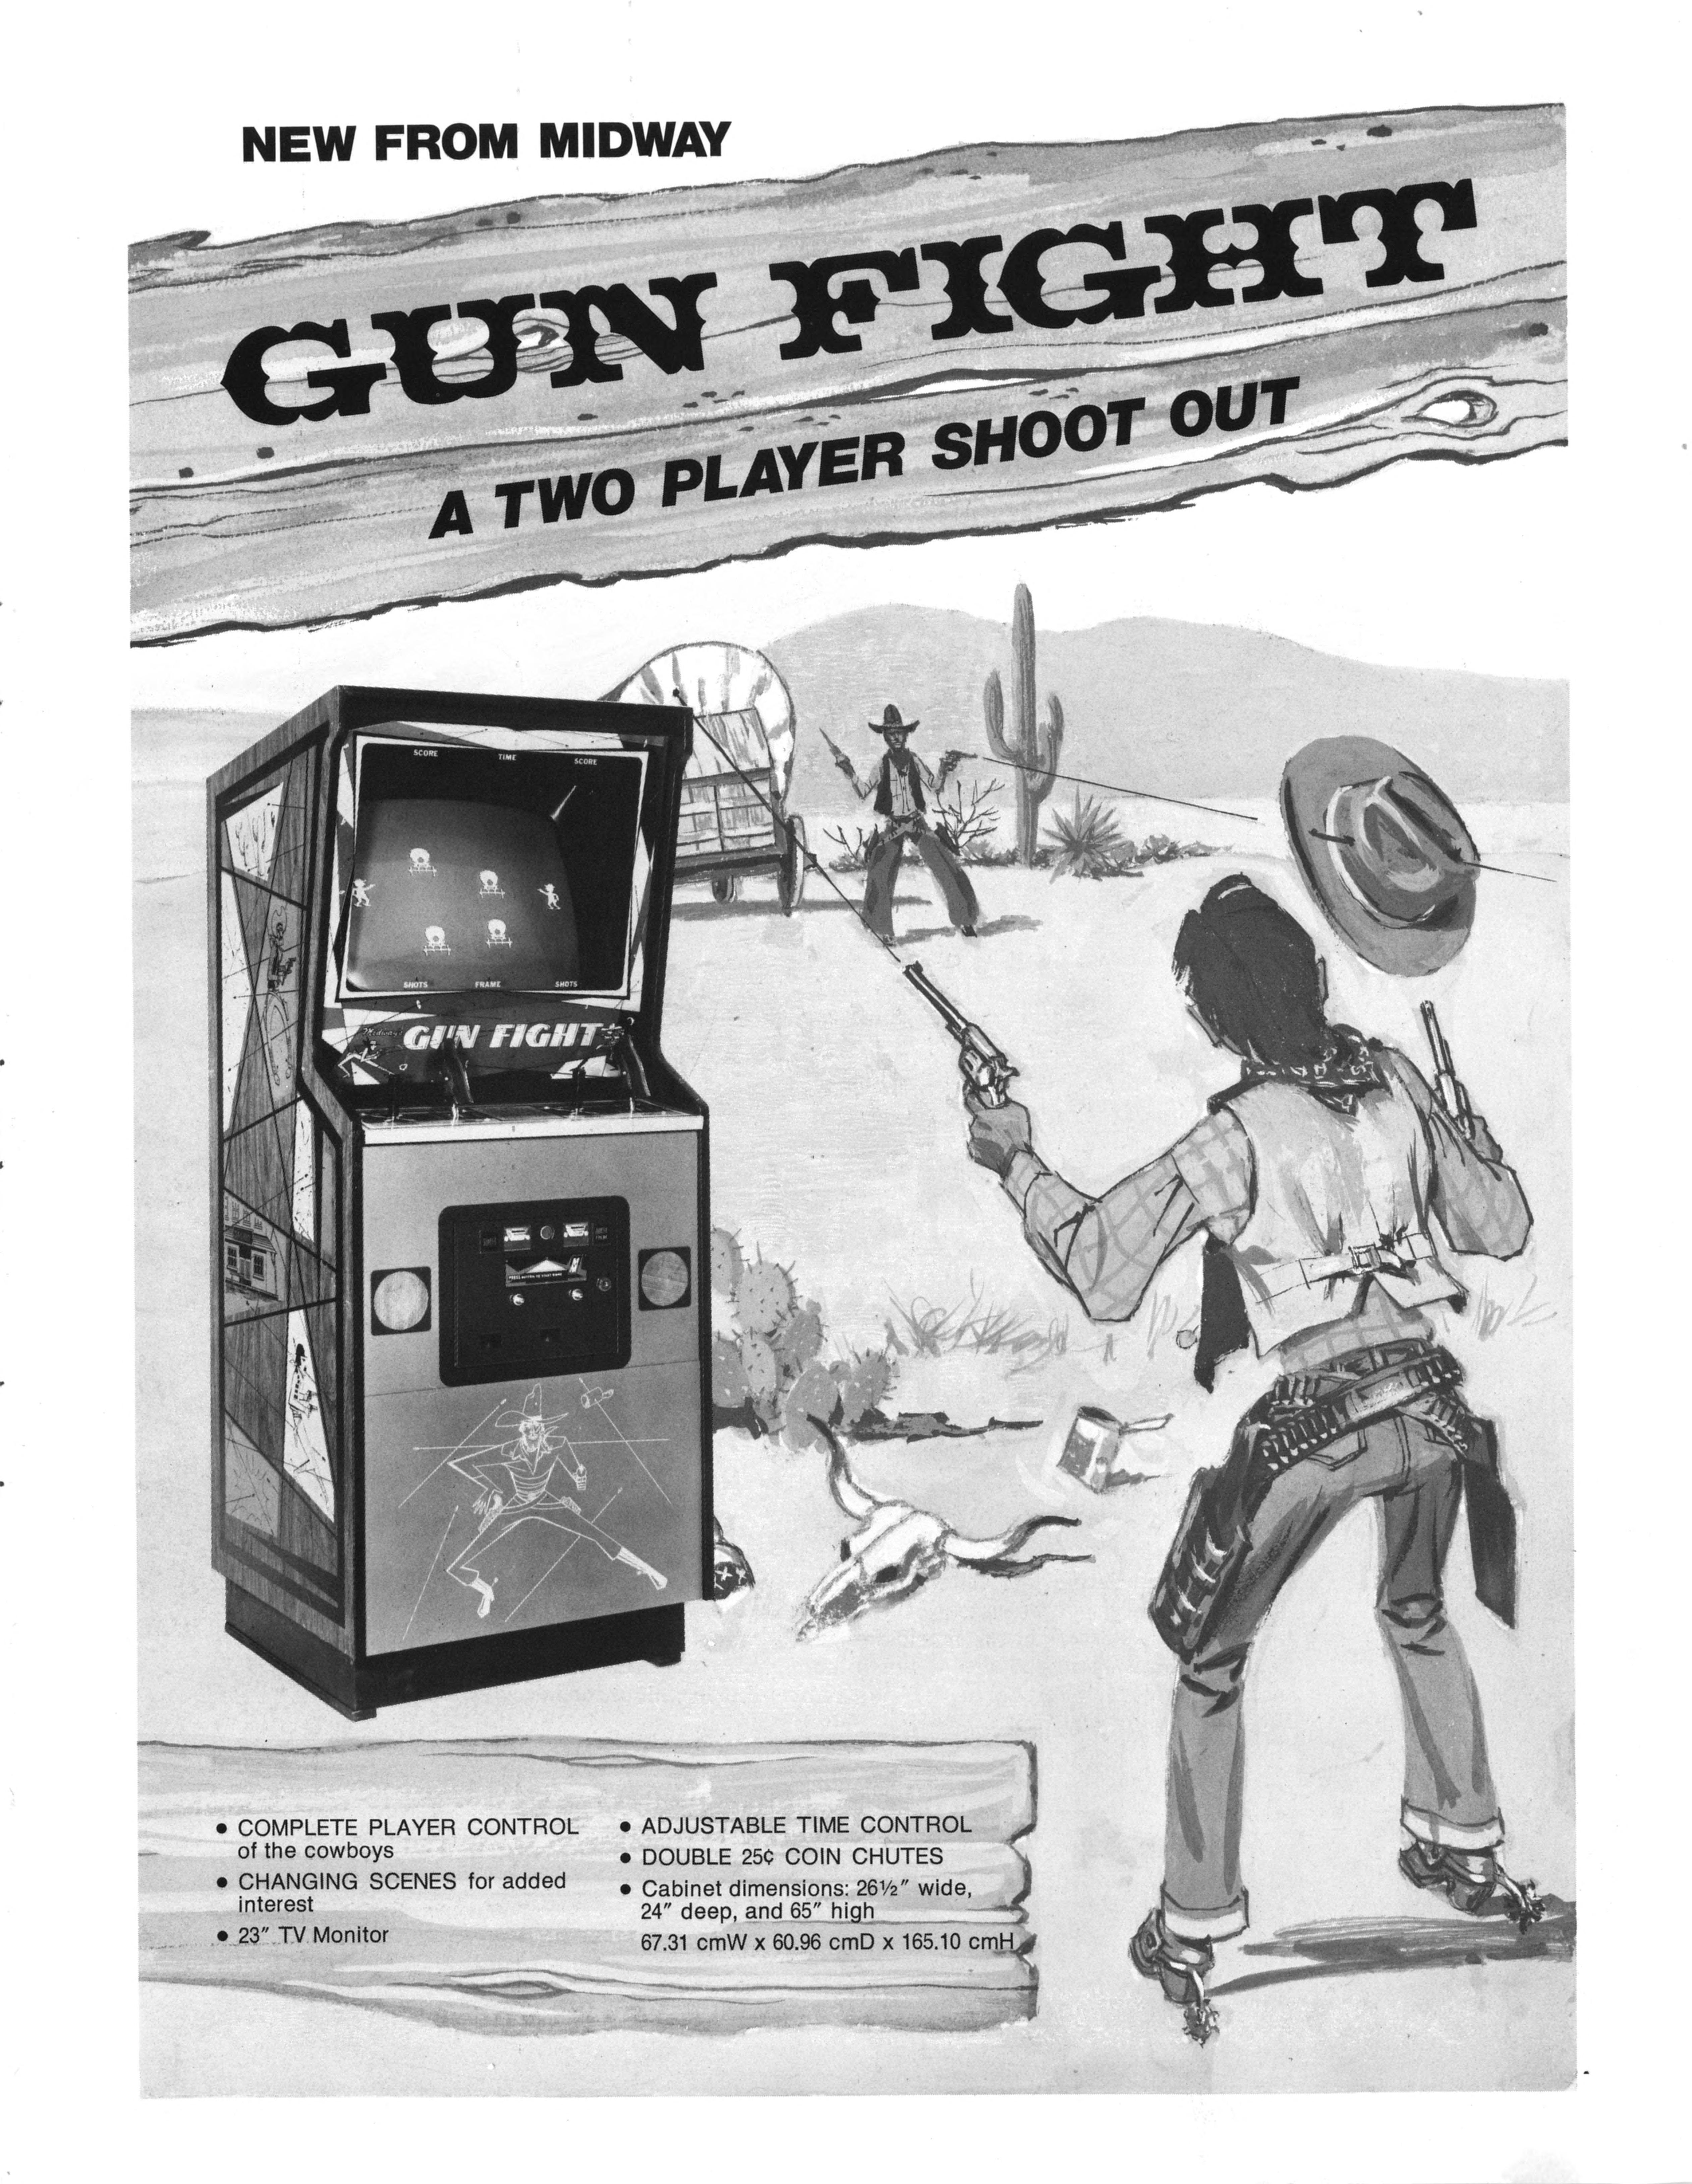 NEW FROM MIDWAY
GUN FIGHT
A TWO PLAYER SHOOT OUT
SCORE TIME SCORE
SHOTS FRAME SHOTS
Midway's
GUN FIGHT
• COMPLETE PLAYER CONTROL
of the cowboys
• CHANGING SCENES for added
interest
• 23″ TV Monitor
• ADJUSTABLE TIME CONTROL
• DOUBLE 25¢ COIN CHUTES
• Cabinet dimensions: 26½″ wide,
24″ deep, and 65″ high
67.31 cmW x 60.96 cmD x 165.10 cmH